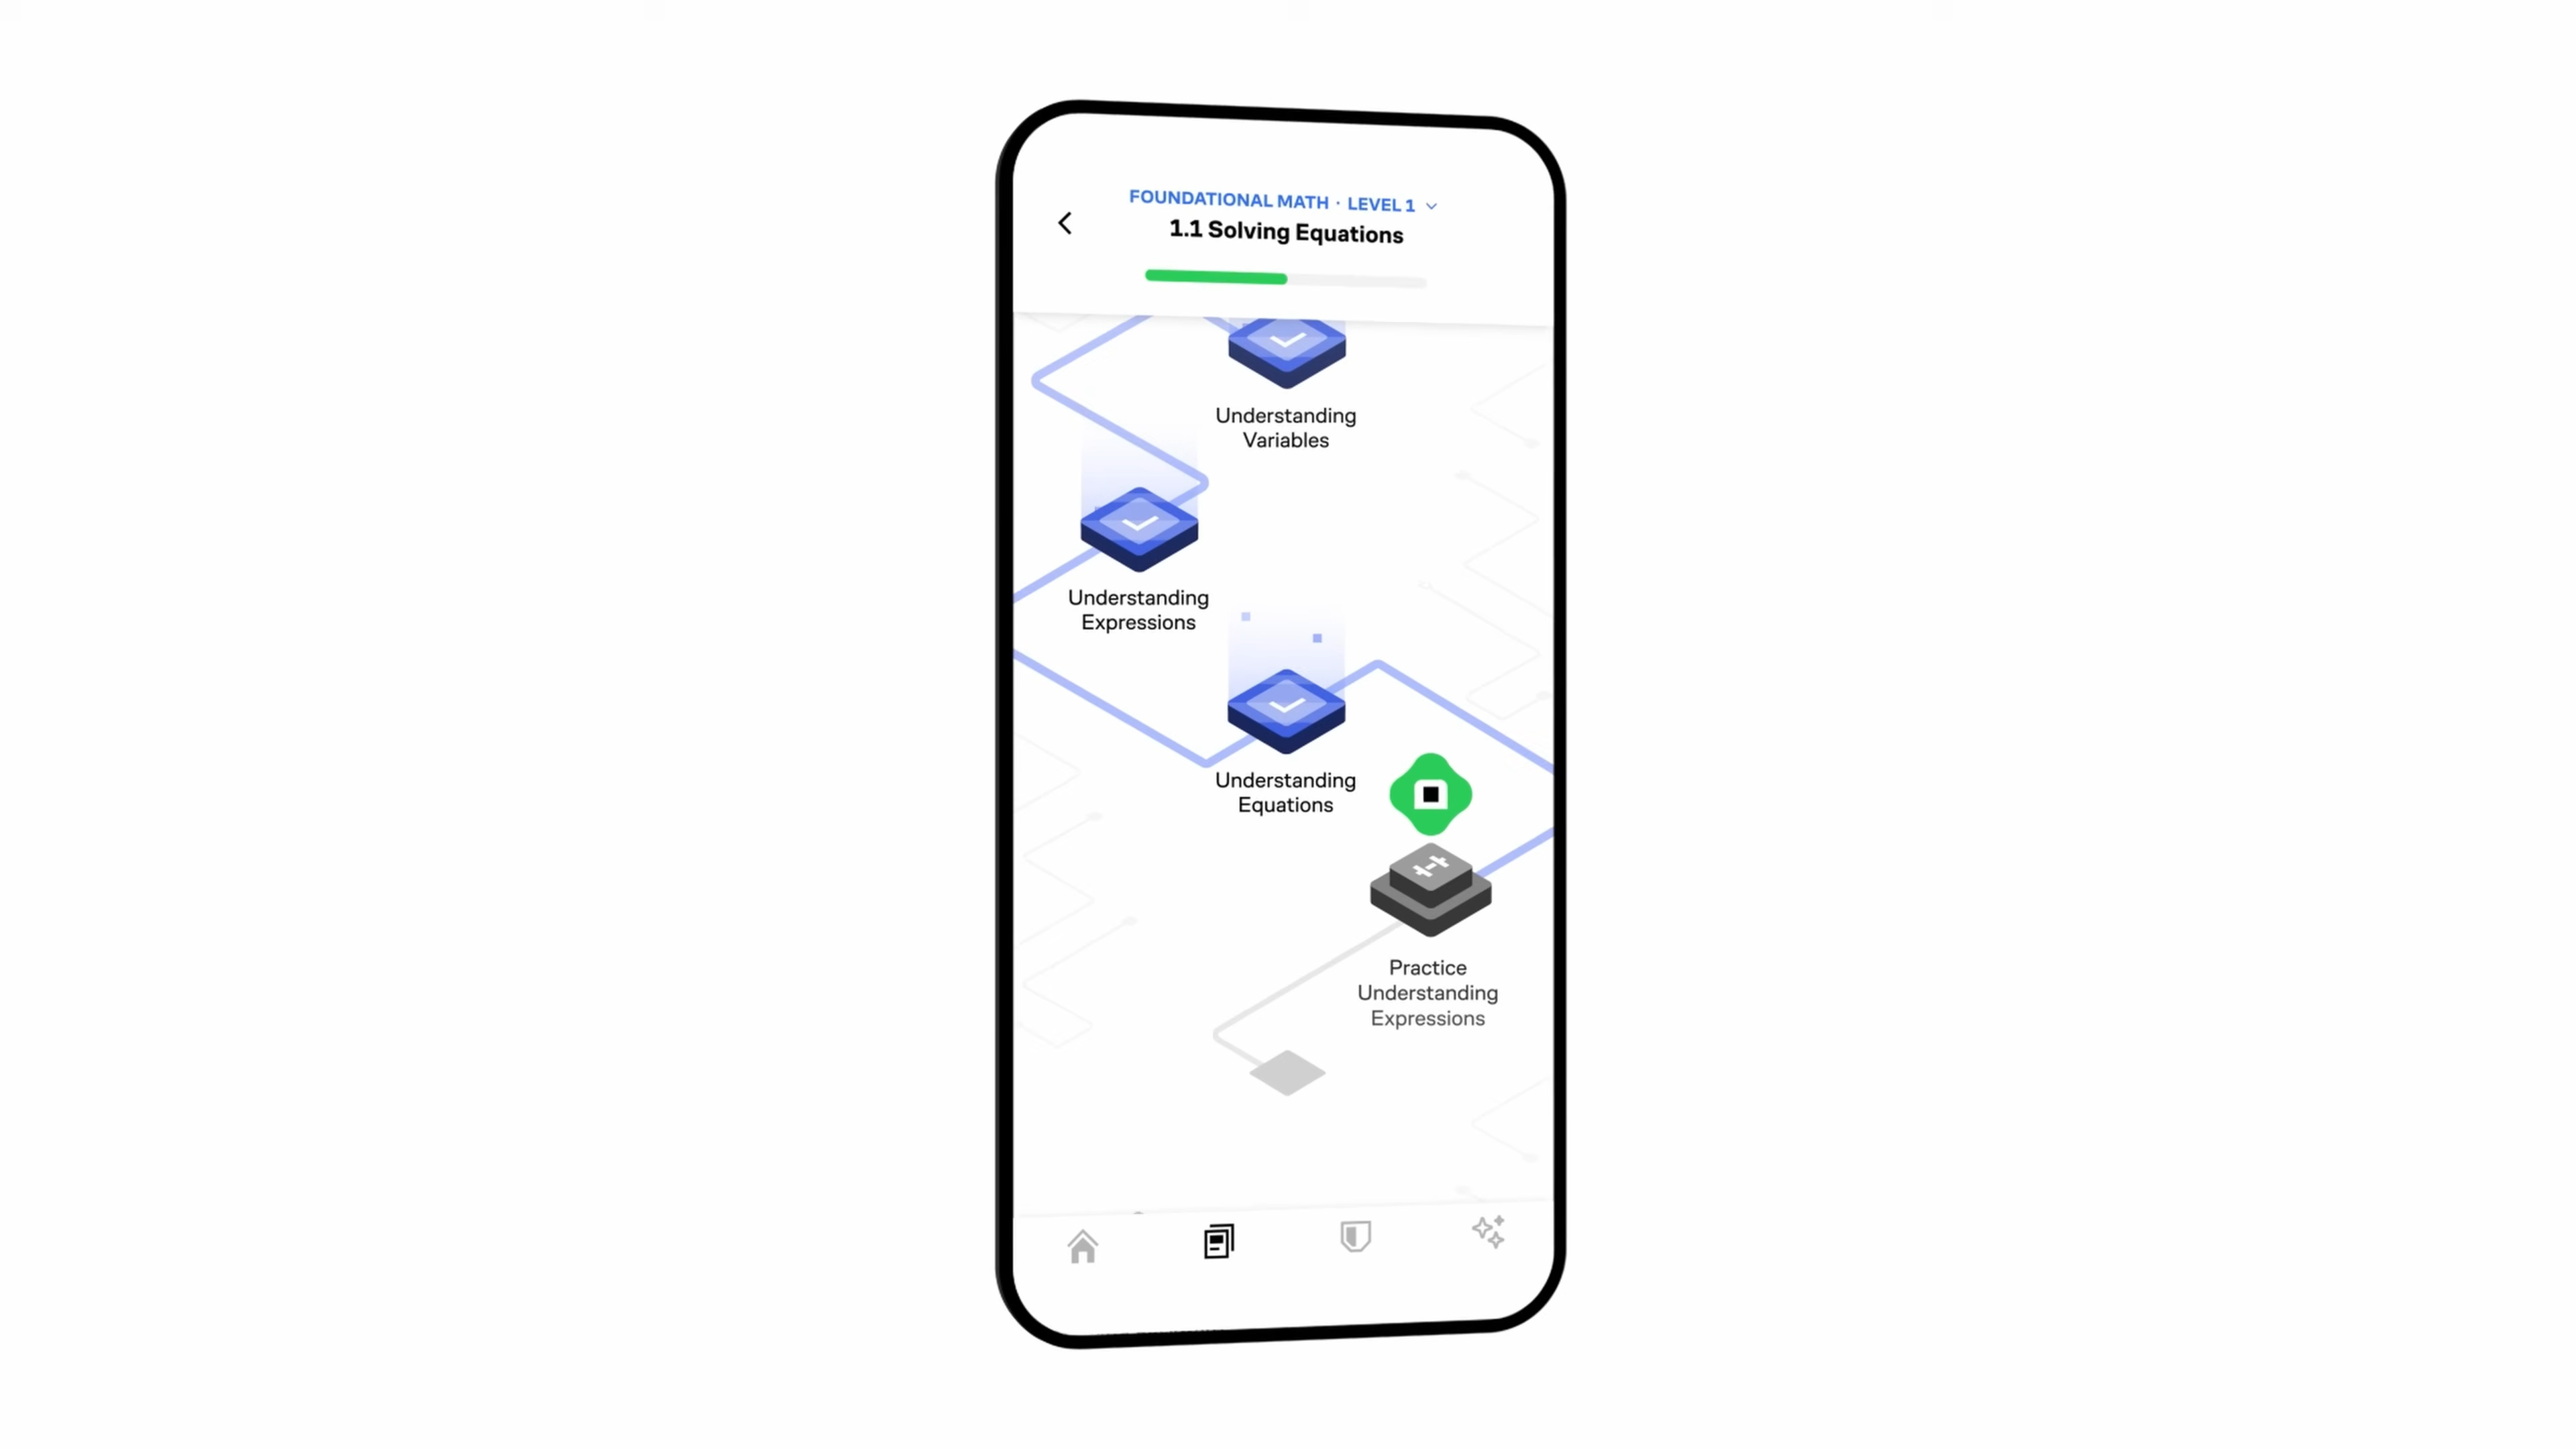 FOUNDATIONAL MATH · LEVEL 1
1.1 Solving Equations
Understanding
Variables
Understanding
Expressions
Understanding
Equations
Practice
Understanding
Expressions